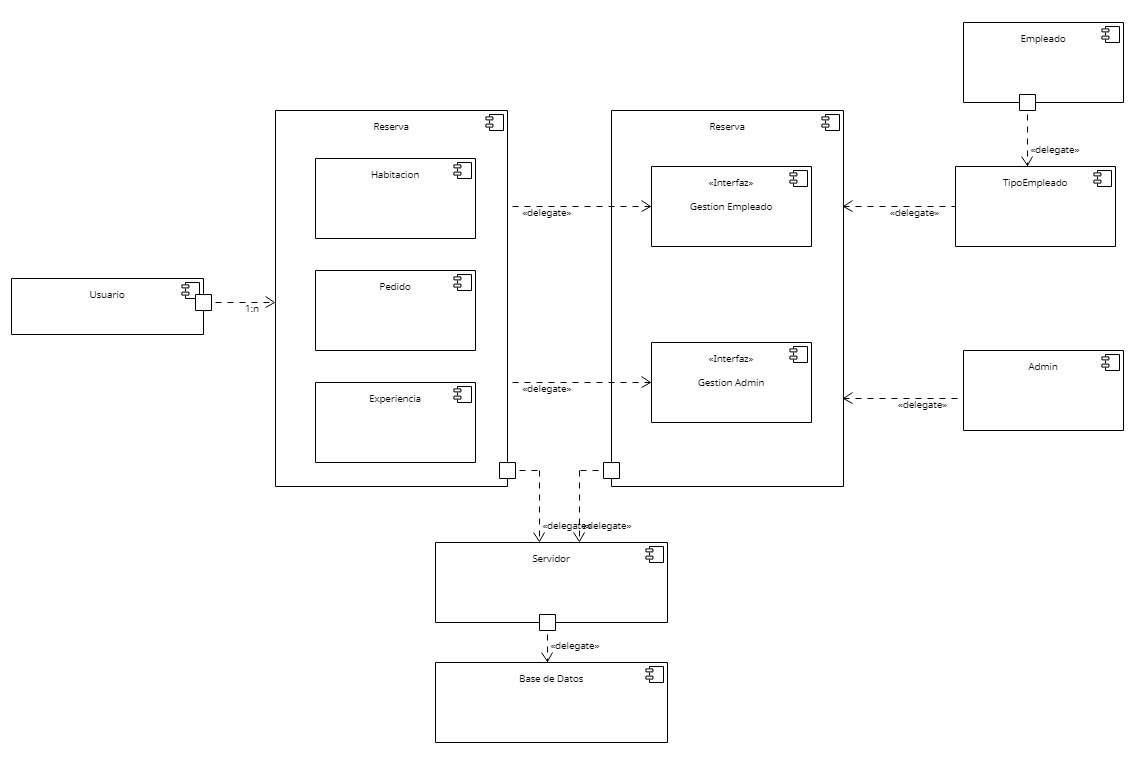 Empleado
«delegate»
TipoEmpleado
«delegate»
Reserva
Habitacion
Pedido
Experiencia
Usuario
1:n
«delegate»
«delegate»
Reserva
«Interfaz»
Gestion Empleado
«Interfaz»
Gestion Admin
Admin
«delegate»
«delegate»
«delegate»
Servidor
«delegate»
Base de Datos